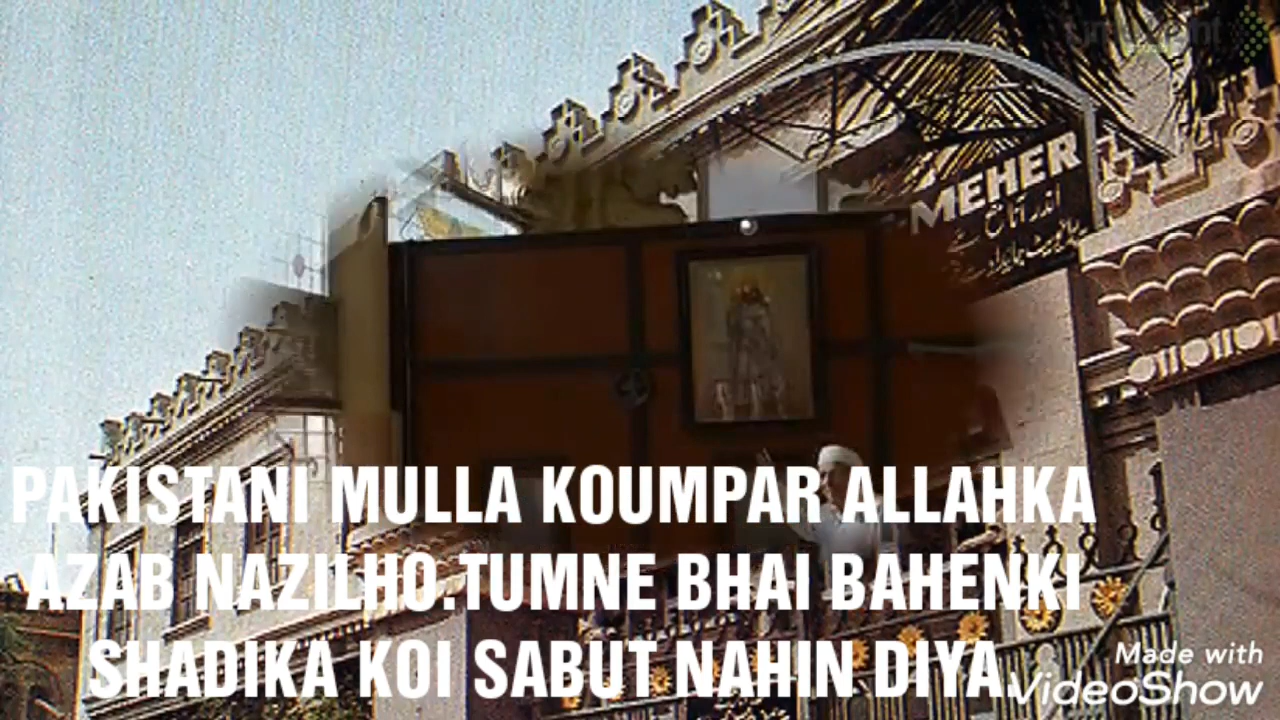 MEHER
PAKISTANI MULLA KOUMPAR ALLAHKA
AZAB NAZILHO.TUMNE BHAI BAHENKI
SHADIKA KOI SABUT NAHIN DIYA.
Made with
VideoShow